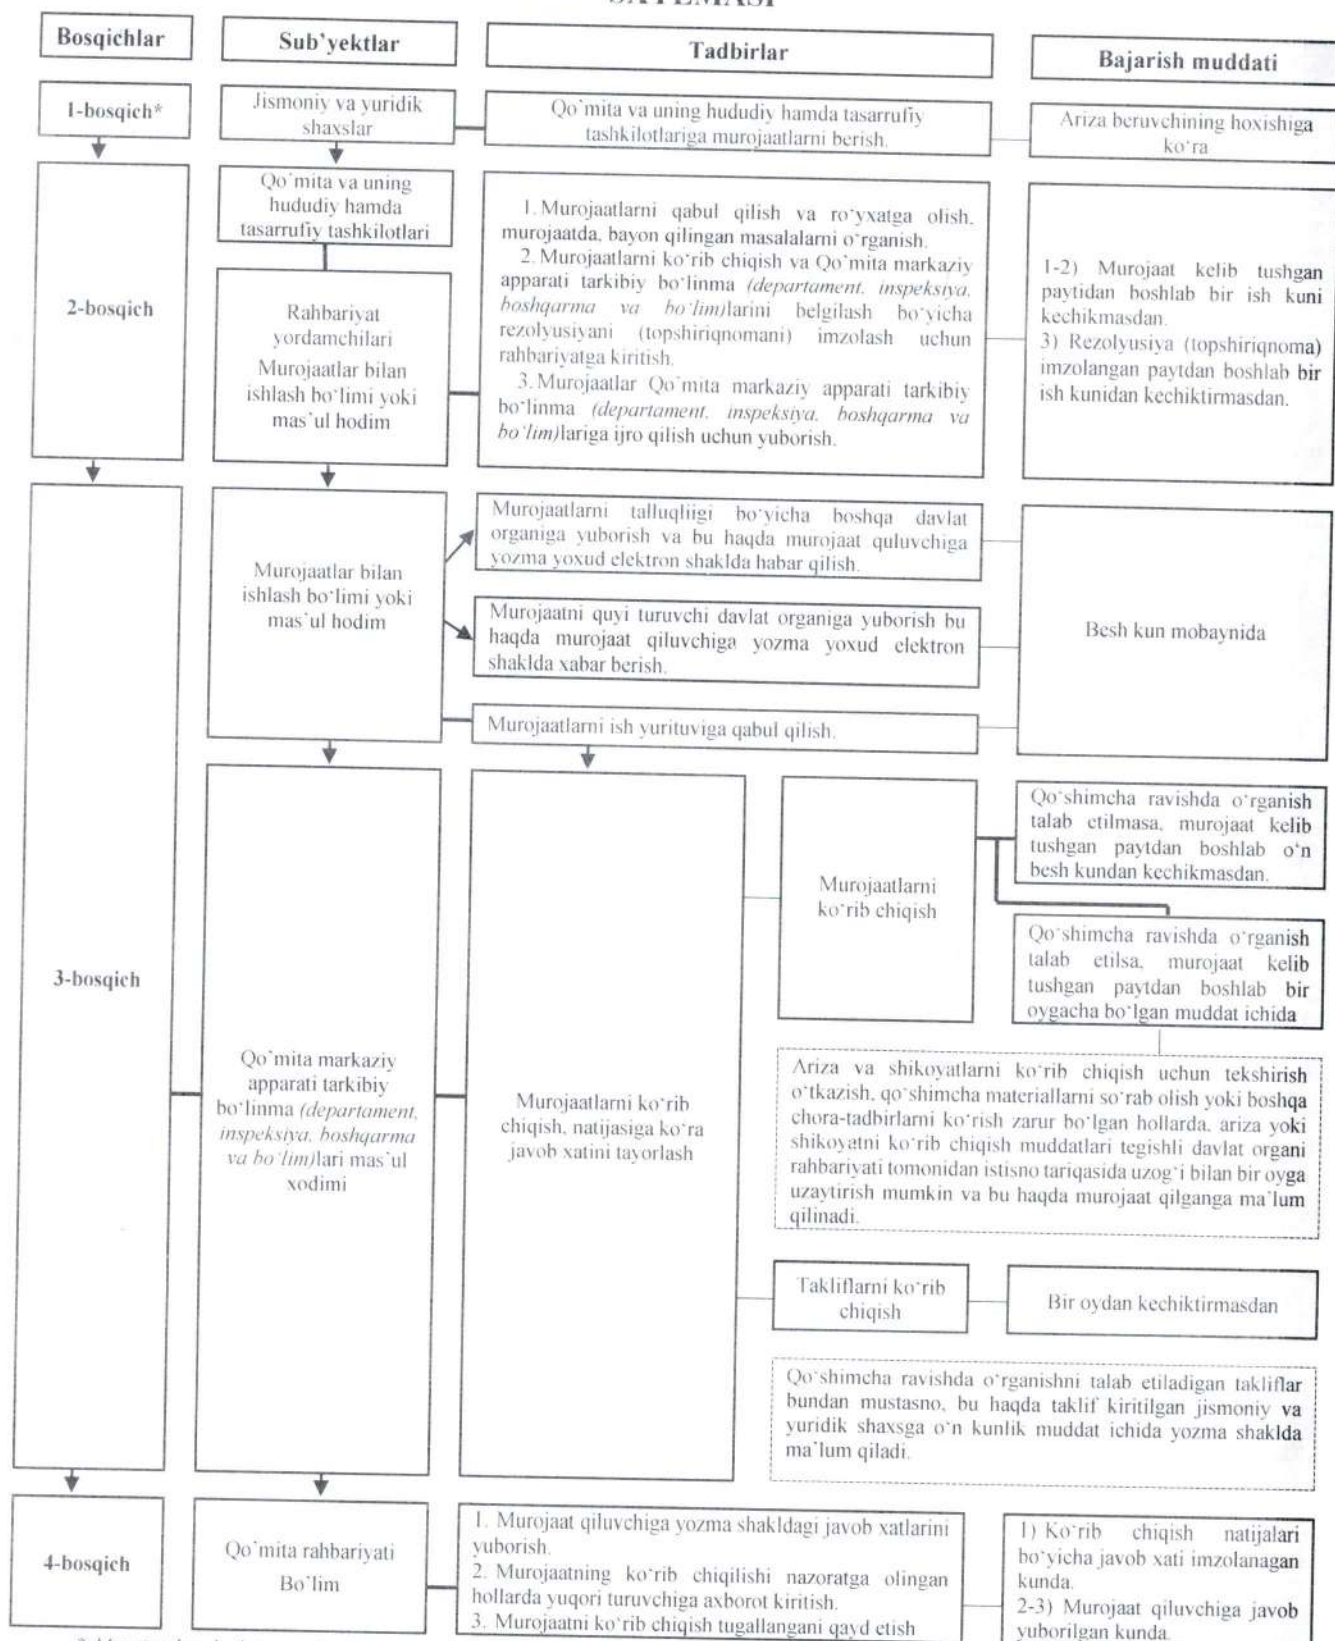 SXEMASI
Bosqichlar
Sub'yektlar
Tadbirlar
Bajarish muddati
1-bosqich*
Jismoniy va yuridik
shaxslar
Qo`mita va uning hududiy hamda tasarrufiy
tashkilotlariga murojaatlarni berish.
Ariza beruvchining hoxishiga
ko‘ra
2-bosqich
Qo`mita va uning
hududiy hamda
tasarrufiy tashkilotlari
Rahbariyat
yordamchilari
Murojaatlar bilan
ishlash bo‘limi yoki
mas`ul hodim
1. Murojaatlarni qabul qilish va ro‘yxatga olish,
murojaatda, bayon qilingan masalalarni o‘rganish.
2. Murojaatlarni ko‘rib chiqish va Qo`mita markaziy
apparati tarkibiy bo‘linma (departament, inspeksiya,
boshqarma va bo‘lim)larini belgilash bo‘yicha
rezolyusiyani (topshiriqnomani) imzolash uchun
rahbariyatga kiritish.
3. Murojaatlar Qo`mita markaziy apparati tarkibiy
bo‘linma (departament, inspeksiya, boshqarma va
bo‘lim)lariga ijro qilish uchun yuborish.
1-2) Murojaat kelib tushgan
paytidan boshlab bir ish kuni
kechikmasdan.
3) Rezolyusiya (topshiriqnoma)
imzolangan paytdan boshlab bir
ish kunidan kechiktirmasdan.
3-bosqich
Murojaatlar bilan
ishlash bo‘limi yoki
mas`ul hodim
Murojaatlarni talluqliigi bo‘yicha boshqa davlat
organiga yuborish va bu haqda murojaat quluvchiga
yozma yoxud elektron shaklda habar qilish.
Murojaatni quyi turuvchi davlat organiga yuborish bu
haqda murojaat qiluvchiga yozma yoxud elektron
shaklda xabar berish.
Murojaatlarni ish yurituviga qabul qilish.
Besh kun mobaynida
Qo`mita markaziy
apparati tarkibiy
bo‘linma (departament,
inspeksiya, boshqarma
va bo‘lim)lari mas`ul
xodimi
Murojaatlarni ko‘rib
chiqish, natijasiga ko‘ra
javob xatini tayorlash
Murojaatlarni
ko‘rib chiqish
Qo‘shimcha ravishda o‘rganish
talab etilmasa, murojaat kelib
tushgan paytdan boshlab o‘n
besh kundan kechikmasdan.
Qo‘shimcha ravishda o‘rganish
talab etilsa, murojaat kelib
tushgan paytdan boshlab bir
oygacha bo‘lgan muddat ichida
Ariza va shikoyatlarni ko‘rib chiqish uchun tekshirish
o‘tkazish, qo‘shimcha materiallarni so‘rab olish yoki boshqa
chora-tadbirlarni ko‘rish zarur bo‘lgan hollarda, ariza yoki
shikoyatni ko‘rib chiqish muddatlari tegishli davlat organi
rahbariyati tomonidan istisno tariqasida uzog‘i bilan bir oyga
uzaytirish mumkin va bu haqda murojaat qilganga ma`lum
qilinadi.
Takliflarni ko‘rib
chiqish
Bir oydan kechiktirmasdan
Qo‘shimcha ravishda o‘rganishni talab etiladigan takliflar
bundan mustasno, bu haqda taklif kiritilgan jismoniy va
yuridik shaxsga o‘n kunlik muddat ichida yozma shaklda
ma`lum qiladi.
4-bosqich
Qo`mita rahbariyati
Bo`lim
1. Murojaat qiluvchiga yozma shakldagi javob xatlarini
yuborish.
2. Murojaatning ko‘rib chiqilishi nazoratga olingan
hollarda yuqori turuvchiga axborot kiritish.
3. Murojaatni ko‘rib chiqish tugallangani qayd etish
1) Ko‘rib chiqish natijalari
bo‘yicha javob xati imzolanagan
kunda.
2-3) Murojaat qiluvchiga javob
yuborilgan kunda.